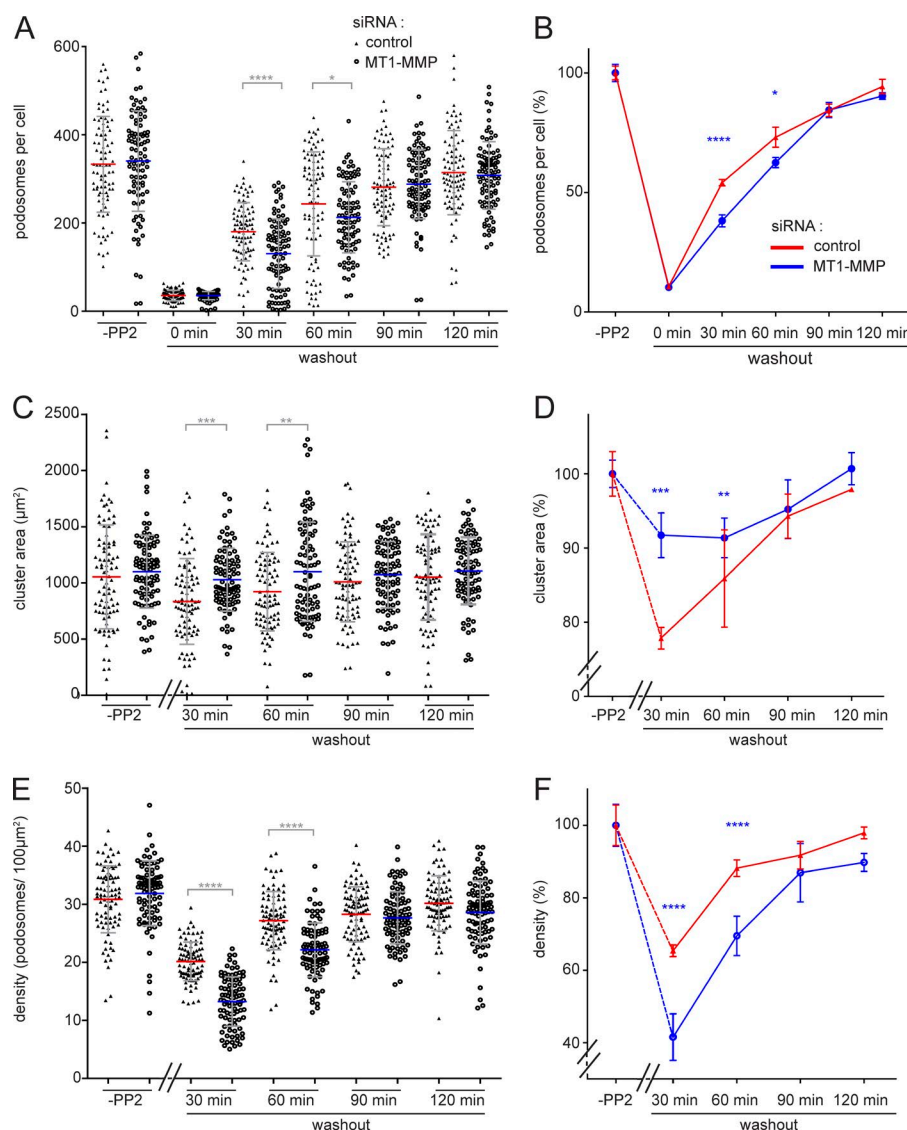 A
siRNA :
control
MT1-MMP
podosomes per cell
600
400
200
0
****
*
-PP2
0 min
30 min
60 min
90 min
120 min
washout
B
podosomes per cell (%)
100
50
0
****
*
siRNA :
control
MT1-MMP
-PP2
0 min
30 min
60 min
90 min
120 min
washout
C
cluster area (µm²)
2500
2000
1500
1000
500
0
***
**
-PP2
30 min
60 min
90 min
120 min
washout
D
cluster area (%)
100
90
80
0
***
**
-PP2
30 min
60 min
90 min
120 min
washout
E
density (podosomes/ 100µm²)
50
40
30
20
10
0
****
****
-PP2
30 min
60 min
90 min
120 min
washout
F
density (%)
100
80
60
40
0
****
****
-PP2
30 min
60 min
90 min
120 min
washout